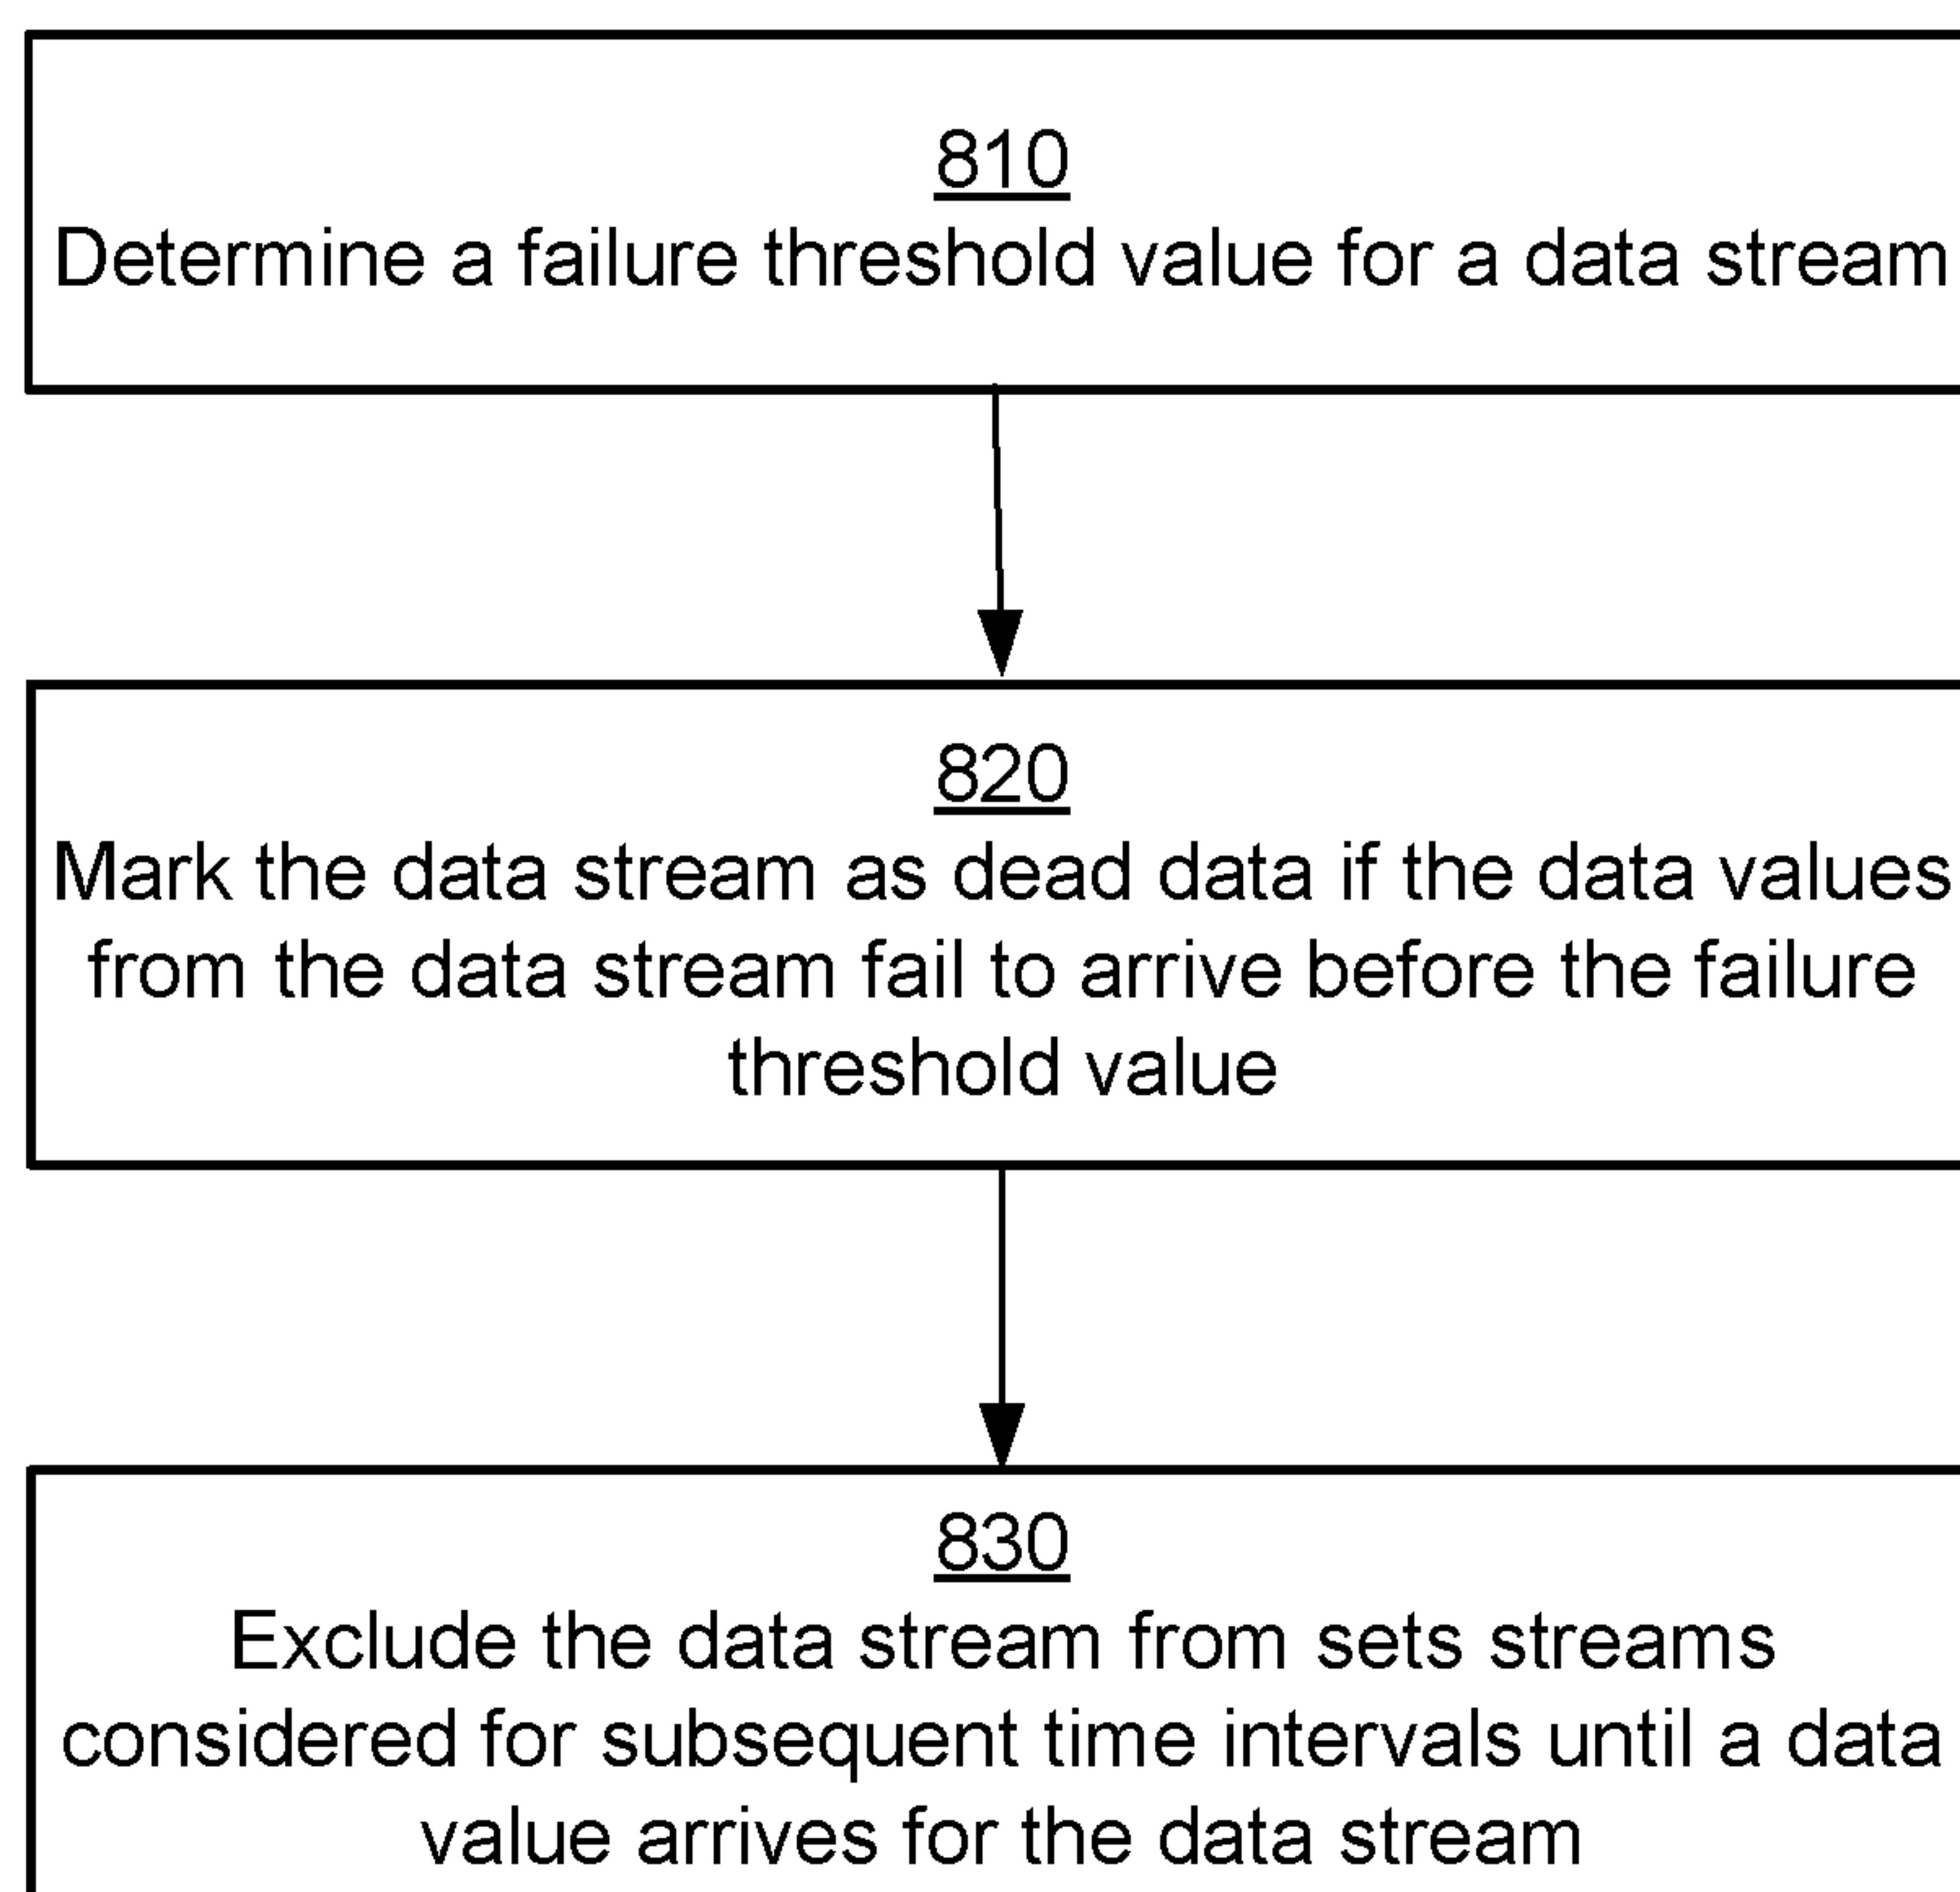 810
Determine a failure threshold value for a data stream
820
Mark the data stream as dead data if the data values
from the data stream fail to arrive before the failure
threshold value
830
Exclude the data stream from sets streams
considered for subsequent time intervals until a data
value arrives for the data stream